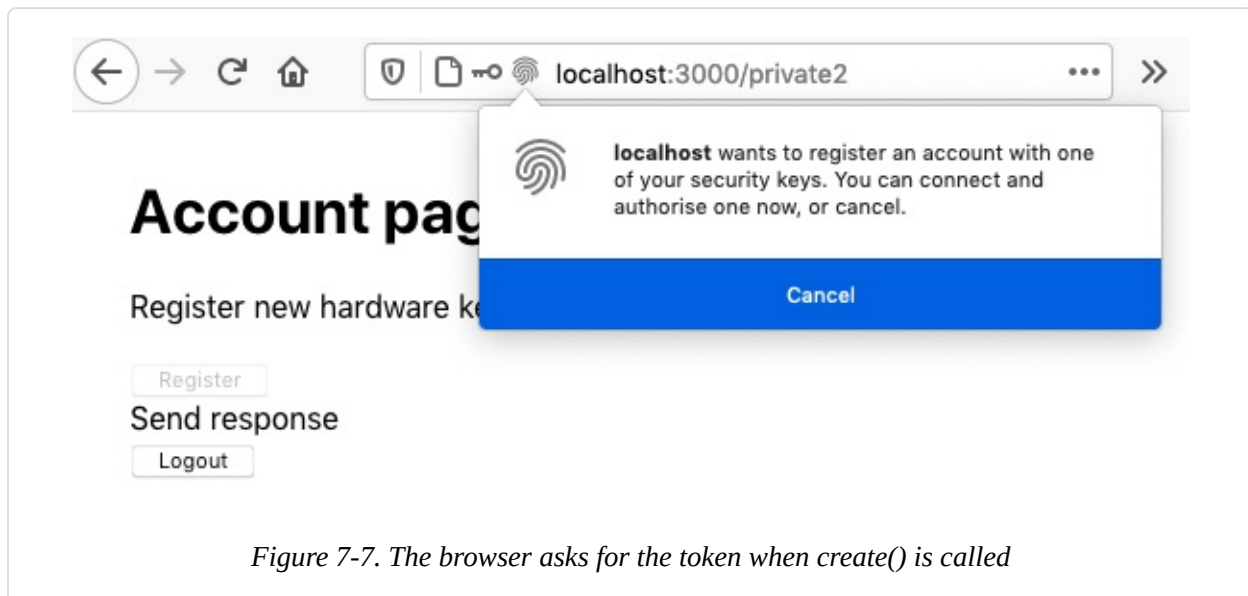 localhost:3000/private2
localhost wants to register an account with one
of your security keys. You can connect and
authorise one now, or cancel.
Cancel
Account pag
Register new hardware k
Register
Send response
Logout
Figure 7-7. The browser asks for the token when create() is called